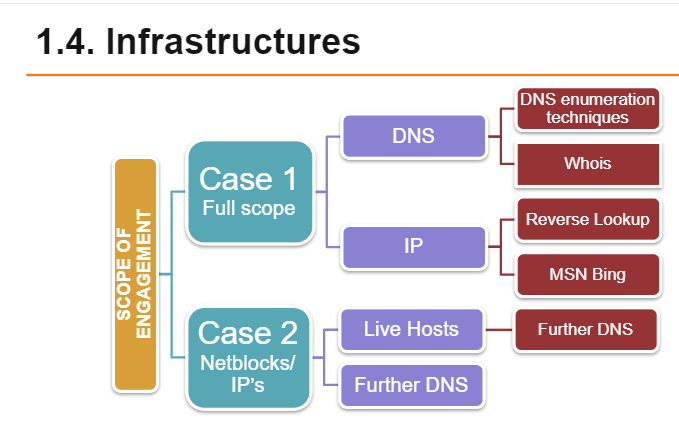 1.4. Infrastructures
SCOPE OF
ENGAGEMENT
Case 1
Full scope
DNS
DNS enumeration
techniques
Whois
IP
Reverse Lookup
MSN Bing
Case 2
Netblocks/
IP’s
Live Hosts
Further DNS
Further DNS